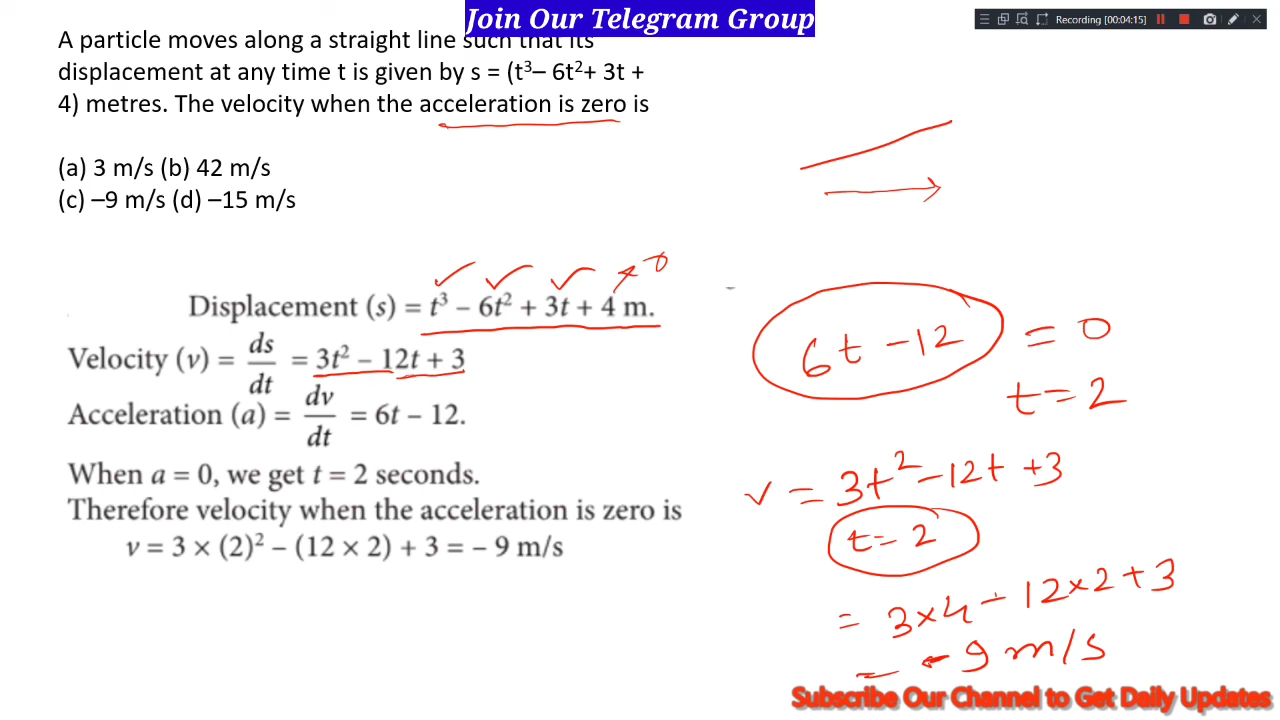 Join Our Telegram Group
Recording [00:04:15]
A particle moves along a straight line such that its
displacement at any time t is given by s = (t³– 6t²+ 3t +
4) metres. The velocity when the acceleration is zero is
(a) 3 m/s (b) 42 m/s
(c) –9 m/s (d) –15 m/s
Displacement (s) = t³ − 6t² + 3t + 4 m.
Velocity (v) = ds/dt = 3t² − 12t + 3
Acceleration (a) = dv/dt = 6t − 12.
When a = 0, we get t = 2 seconds.
Therefore velocity when the acceleration is zero is
v = 3 × (2)² − (12 × 2) + 3 = − 9 m/s
6t − 12 = 0
t = 2
v = 3t² − 12t + 3
t = 2
= 3×4 − 12×2 + 3
= − 9 m/s
Subscribe Our Channel to Get Daily Updates